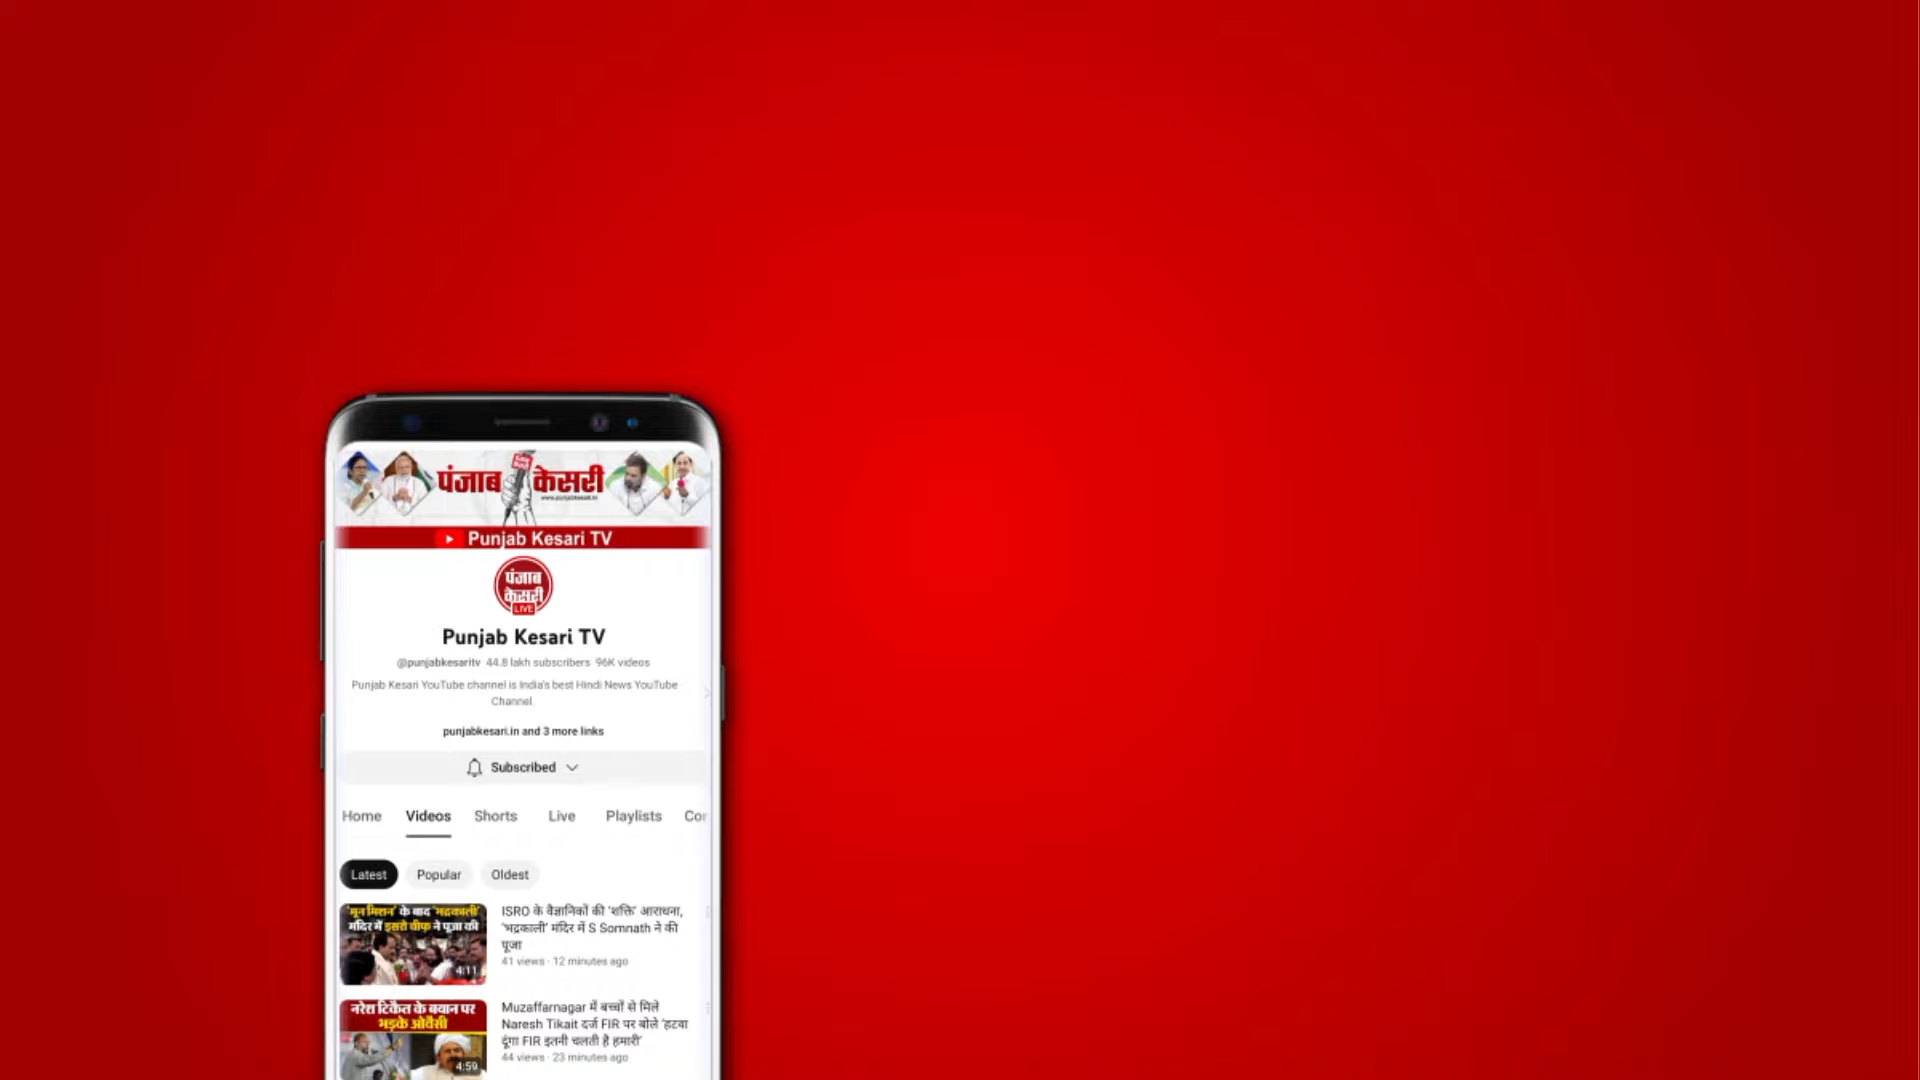 पंजाब केसरी
www.punjabkesari.in
Punjab Kesari TV
पंजाब
केसरी
LIVE
Punjab Kesari TV
@punjabkesaritv 44.8 lakh subscribers 96K videos
Punjab Kesari YouTube channel is India's best Hindi News YouTube
Channel.
punjabkesari.in and 3 more links
Subscribed
Home Videos Shorts Live Playlists Cor
Latest Popular Oldest
'मून मिशन' के बाद 'भद्रकाली'
मंदिर में इसरो चीफ ने पूजा की
4:11
ISRO के वैज्ञानिकों की 'शक्ति' आराधना,
'भद्रकाली' मंदिर में S Somnath ने की
पूजा
41 views · 12 minutes ago
नरेश टिकैत के बयान पर
भड़के ओवैसी
4:59
Muzaffarnagar में बच्चों से मिले
Naresh Tikait दर्ज FIR पर बोले 'हटवा
दूंगा FIR इतनी चलती है हमारी'
44 views · 23 minutes ago